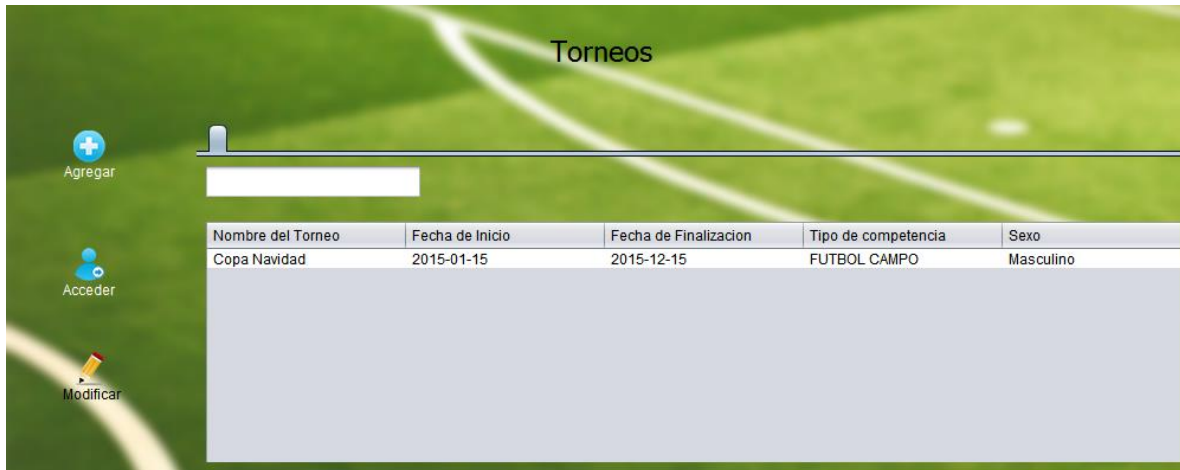 Torneos
Agregar
Acceder
Modificar
Nombre del Torneo Fecha de Inicio Fecha de Finalizacion Tipo de competencia Sexo
Copa Navidad 2015-01-15 2015-12-15 FUTBOL CAMPO Masculino